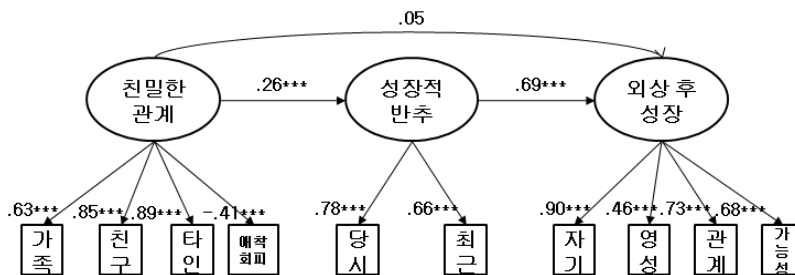 .05
친밀한
관계
.26***
성장적
반추
.69***
외상 후
성장
.63***
.85***
.89***
-.41***
.78***
.66***
.90***
.46***
.73***
.68***
가
족
친
구
타
인
애착
회피
당
시
최
근
자
기
영
성
관
계
가
능성